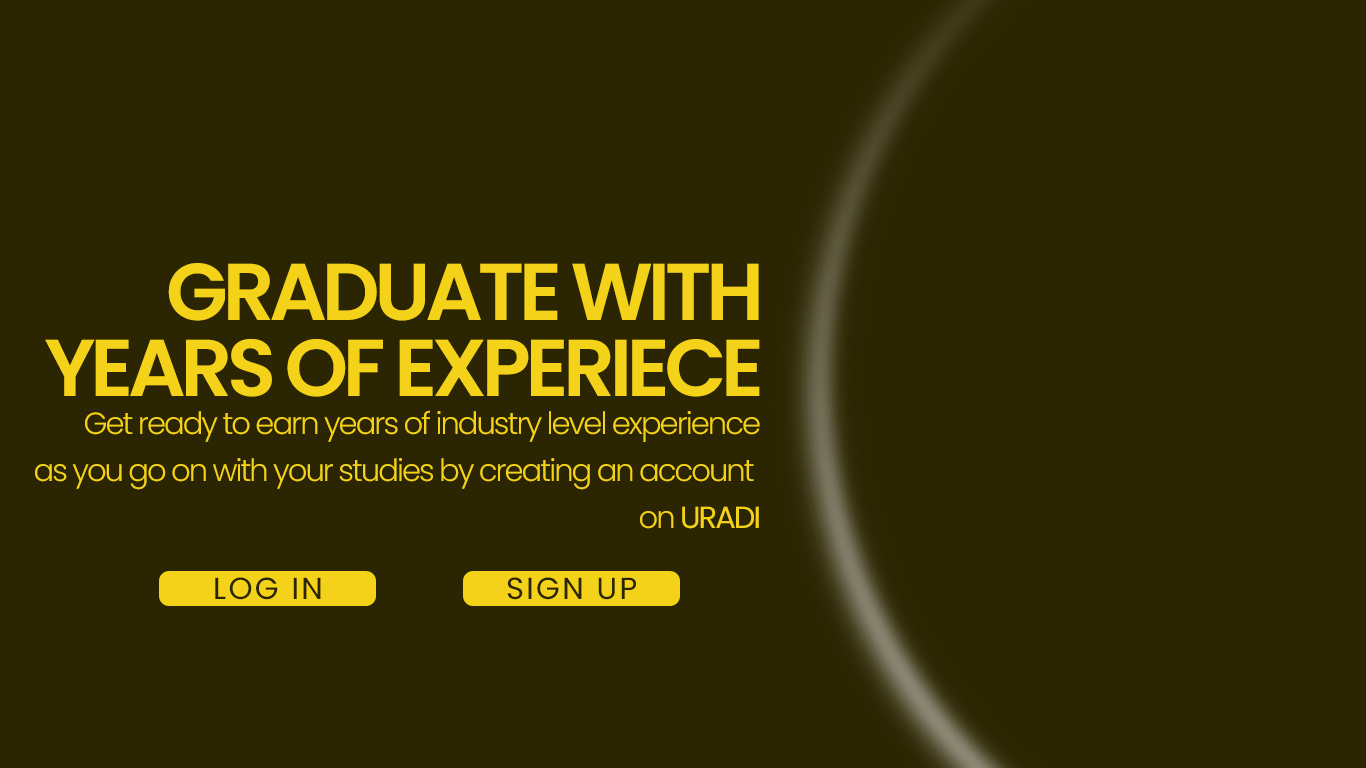 GRADUATE WITH
YEARS OF EXPERIECE
Get ready to earn years of industry level experience
as you go on with your studies by creating an account
on URADI
LOG IN SIGN UP